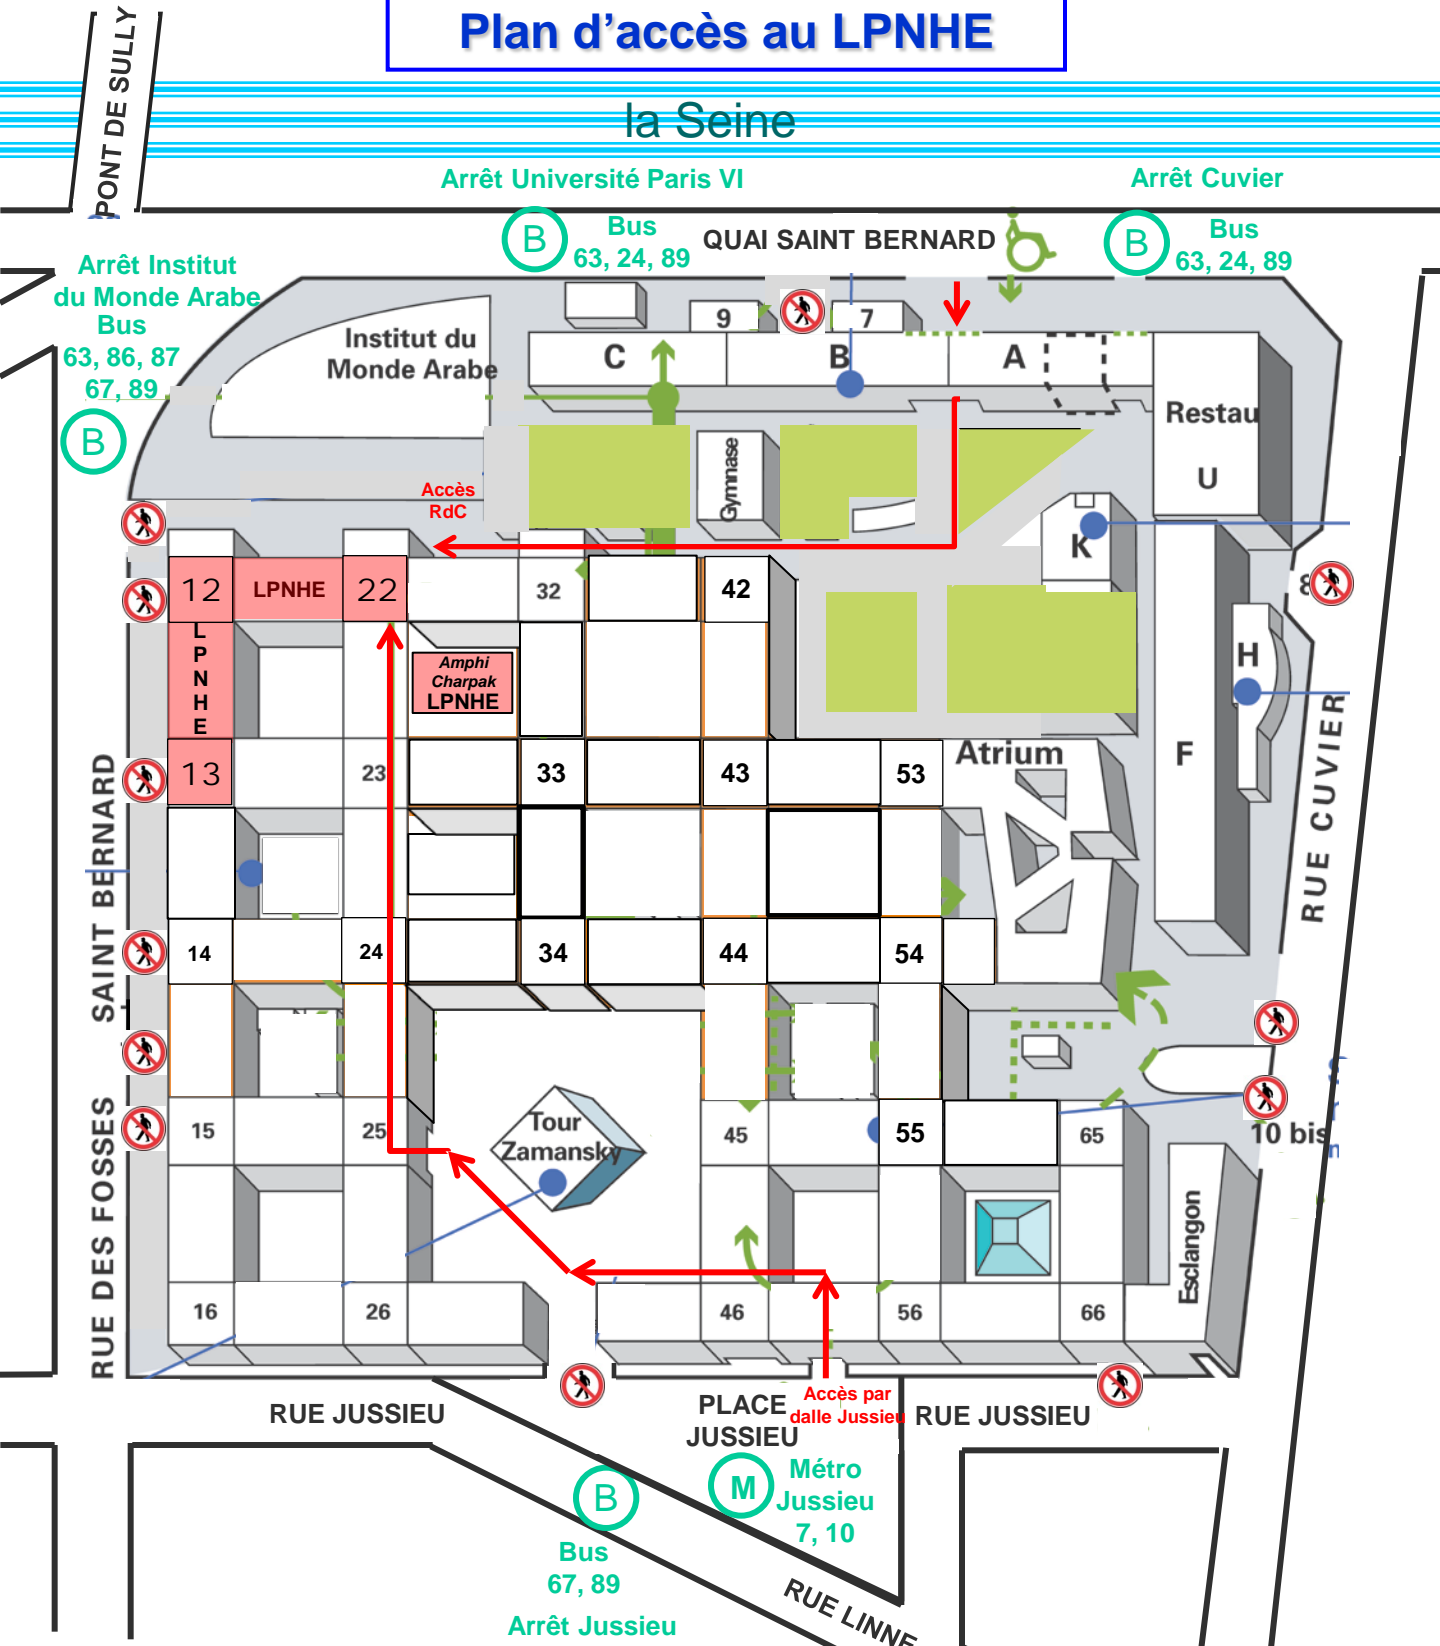 Plan d'accès au LPNHE
PONT DE SULLY
la Seine
Arrêt Université Paris VI
Arrêt Cuvier
B
Bus
63, 24, 89
QUAI SAINT BERNARD
B
Bus
63, 24, 89
Arrêt Institut
du Monde Arabe
Bus
63, 86, 87
67, 89
B
Institut du
Monde Arabe
9
7
C
B
A
Restau
U
Gymnase
Accès
RdC
K
12
LPNHE
22
32
42
8
LPNHE
Amphi
Charpak
LPNHE
H
13
23
33
43
53
Atrium
F
RUE CUVIER
SAINT BERNARD
14
24
34
44
54
15
25
Tour
Zamansky
45
55
65
10 bis
RUE DES FOSSES
Esclangon
16
26
46
56
66
RUE JUSSIEU
PLACE
JUSSIEU
Accès par
dalle Jussieu
RUE JUSSIEU
M
Métro
Jussieu
7, 10
B
Bus
67, 89
Arrêt Jussieu
RUE LINNE